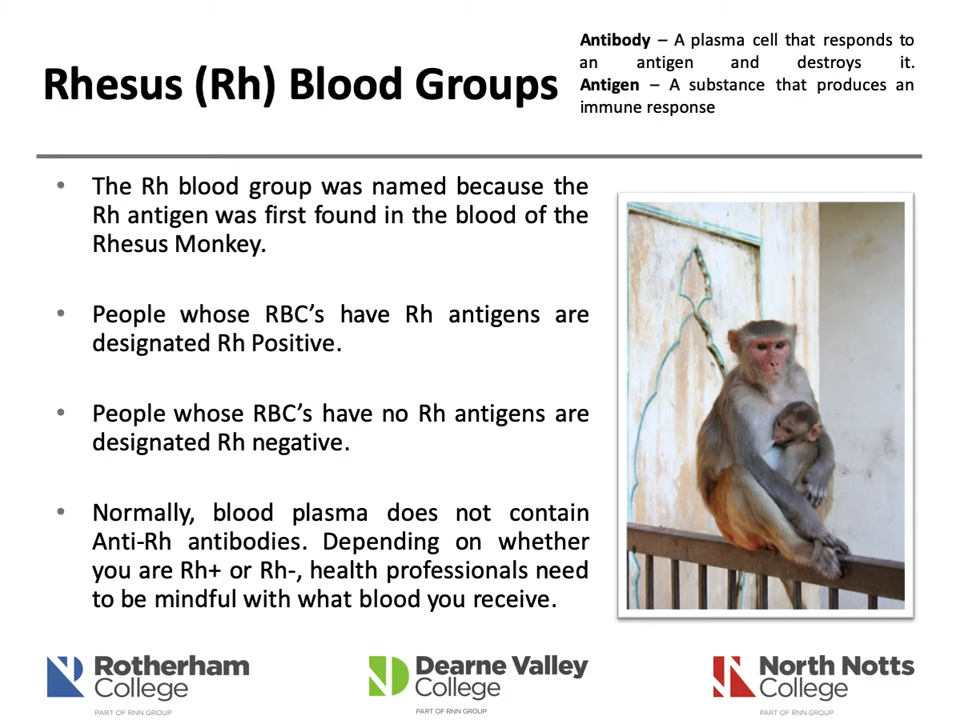 Rhesus (Rh) Blood Groups
Antibody – A plasma cell that responds to
an antigen and destroys it.
Antigen – A substance that produces an
immune response
• The Rh blood group was named because the
Rh antigen was first found in the blood of the
Rhesus Monkey.
• People whose RBC’s have Rh antigens are
designated Rh Positive.
• People whose RBC’s have no Rh antigens are
designated Rh negative.
• Normally, blood plasma does not contain
Anti-Rh antibodies. Depending on whether
you are Rh+ or Rh-, health professionals need
to be mindful with what blood you receive.
Rotherham
College
PART OF RNN GROUP
Dearne Valley
College
PART OF RNN GROUP
North Notts
College
PART OF RNN GROUP